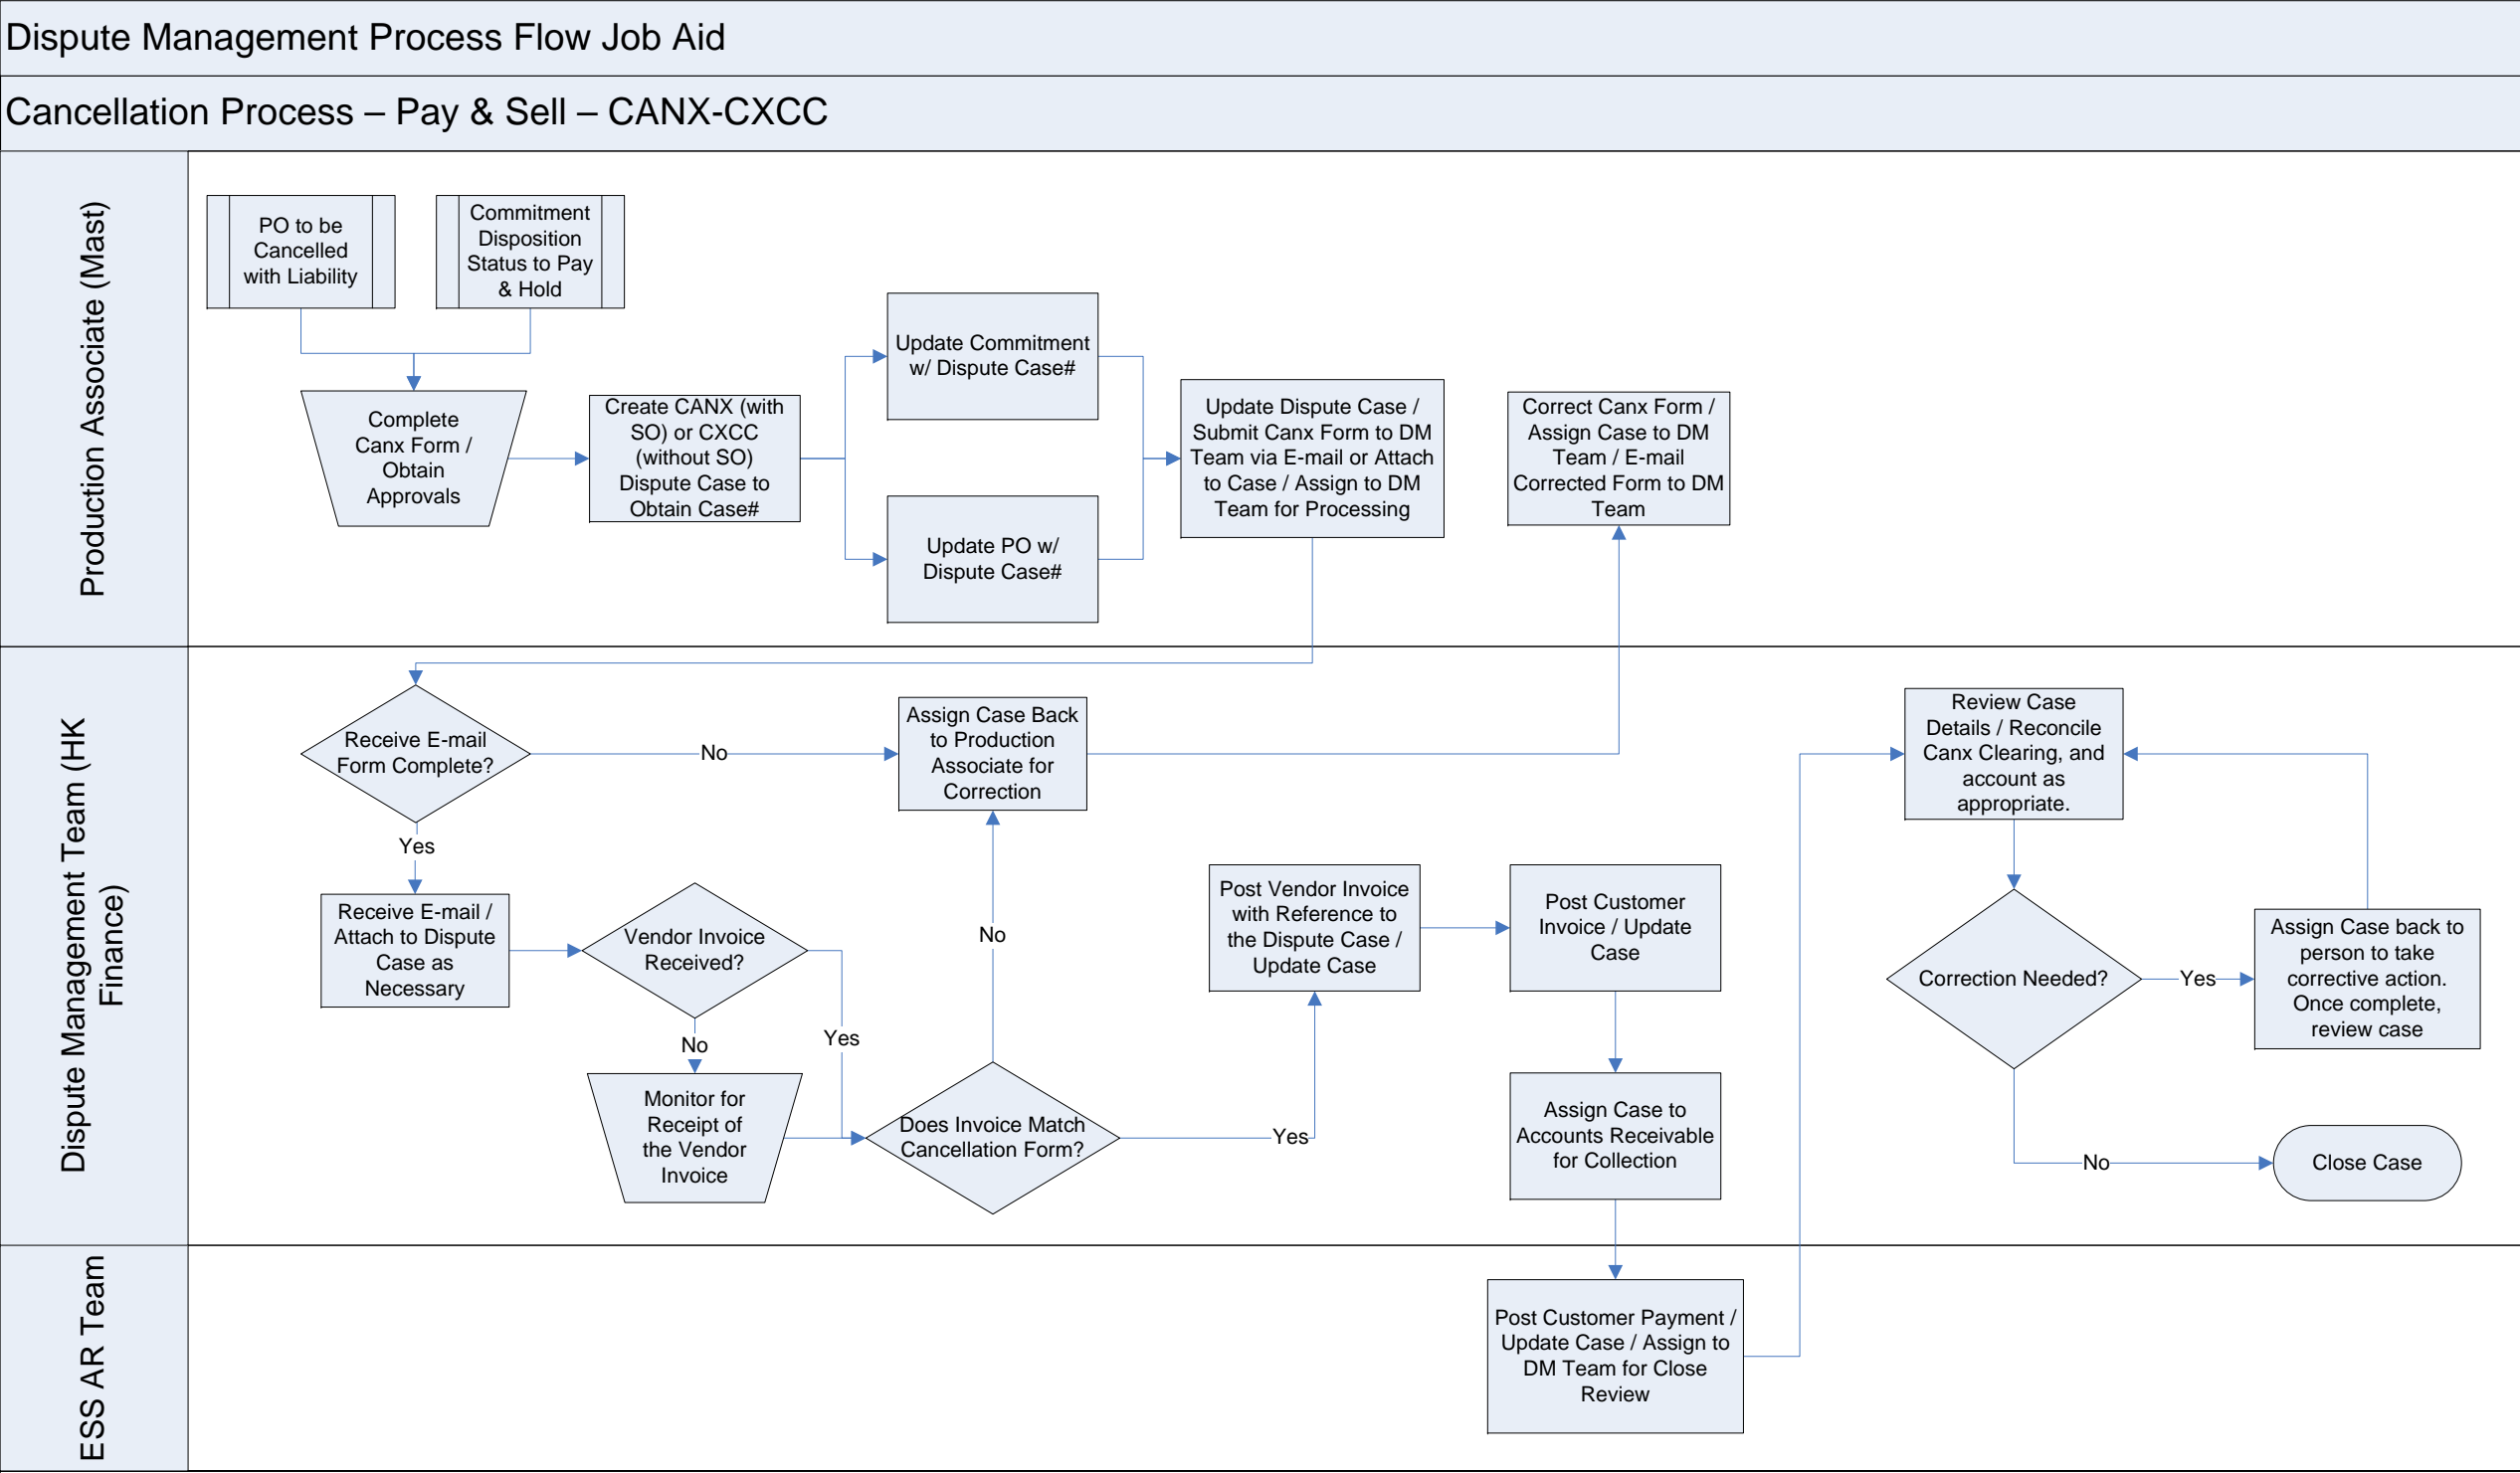 Dispute Management Process Flow Job Aid
Cancellation Process – Pay & Sell – CANX-CXCC
Production Associate (Mast)
PO to be
Cancelled
with Liability
Commitment
Disposition
Status to Pay
& Hold
Complete
Canx Form /
Obtain
Approvals
Create CANX (with
SO) or CXCC
(without SO)
Dispute Case to
Obtain Case#
Update Commitment
w/ Dispute Case#
Update PO w/
Dispute Case#
Update Dispute Case /
Submit Canx Form to DM
Team via E-mail or Attach
to Case / Assign to DM
Team for Processing
Correct Canx Form /
Assign Case to DM
Team / E-mail
Corrected Form to DM
Team
Dispute Management Team (HK
Finance)
Receive E-mail
Form Complete?
No
Yes
Assign Case Back
to Production
Associate for
Correction
Receive E-mail /
Attach to Dispute
Case as
Necessary
Vendor Invoice
Received?
No
Yes
Monitor for
Receipt of
the Vendor
Invoice
Does Invoice Match
Cancellation Form?
No
Yes
Post Vendor Invoice
with Reference to
the Dispute Case /
Update Case
Post Customer
Invoice / Update
Case
Assign Case to
Accounts Receivable
for Collection
Review Case
Details / Reconcile
Canx Clearing, and
account as
appropriate.
Correction Needed?
Yes
Assign Case back to
person to take
corrective action.
Once complete,
review case
No
Close Case
ESS AR Team
Post Customer Payment /
Update Case / Assign to
DM Team for Close
Review